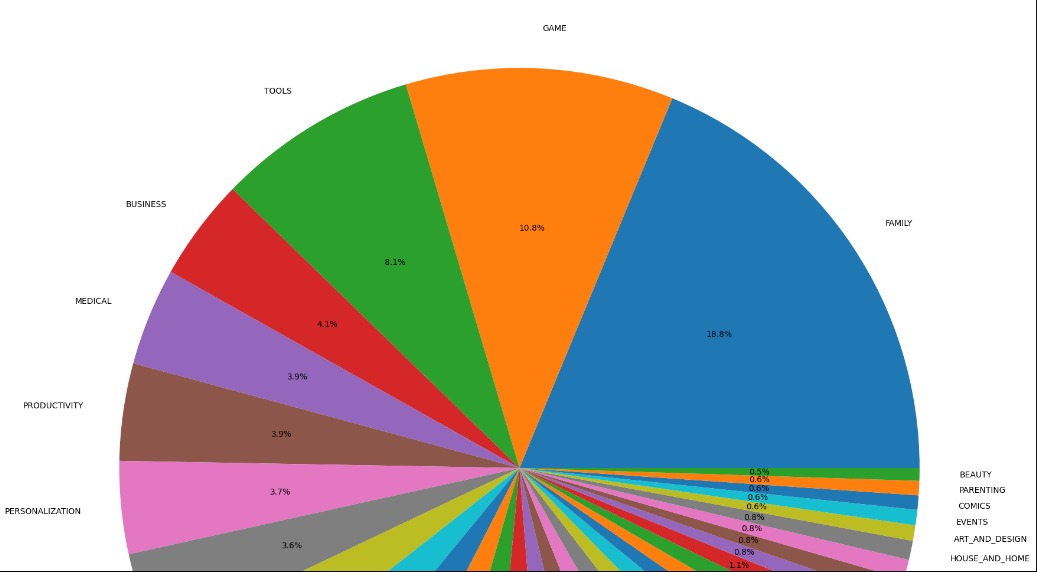 GAME
TOOLS
BUSINESS
FAMILY
10.8%
8.1%
MEDICAL
4.1%
18.8%
3.9%
PRODUCTIVITY
3.9%
0.5%
BEAUTY
0.6%
PARENTING
3.7%
0.6%
0.6%
COMICS
PERSONALIZATION
0.6%
EVENTS
0.8%
0.8%
ART_AND_DESIGN
3.6%
0.8%
0.8%
HOUSE_AND_HOME
1.1%